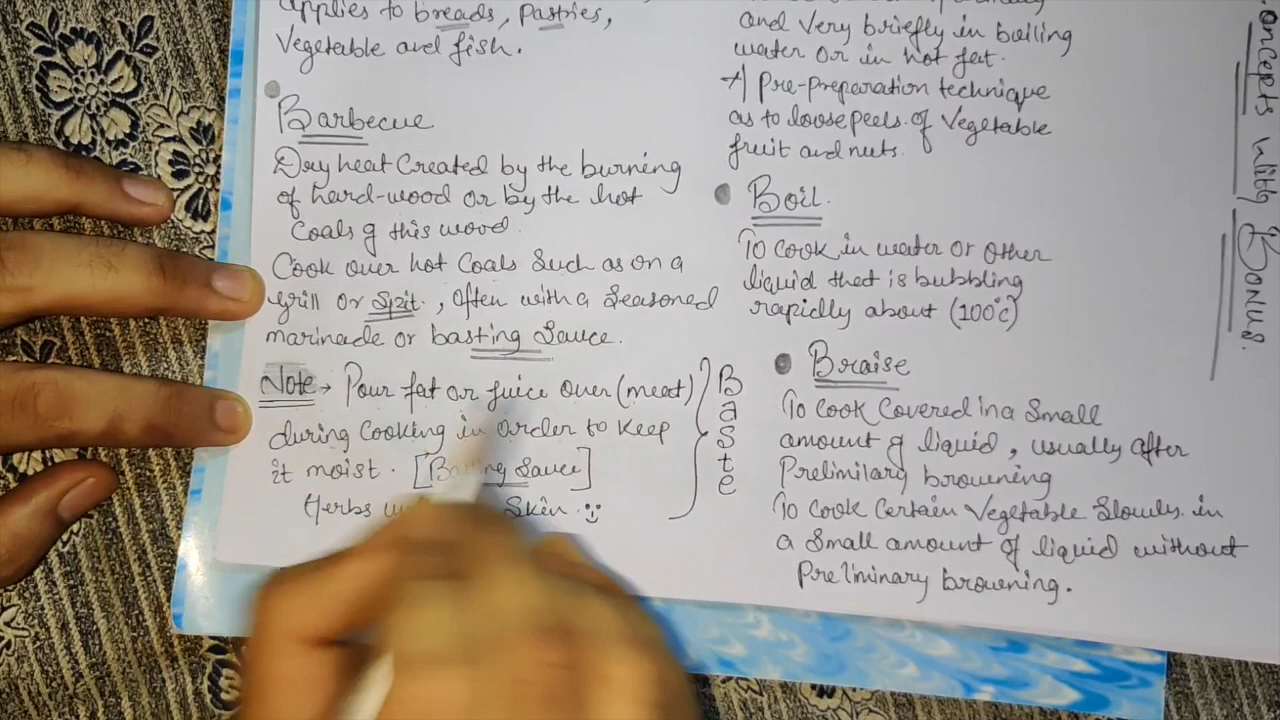 applies to breads, pastries,
Vegetable and fish.
Barbecue
Dry heat Created by the burning
of hard-wood or by the hot
Coals of this wood.
Cook over hot Coals Such as on a
grill or Spit, Often with a Seasoned
marinade or basting Sauce.
Note → Pour fat or juice over (meat)
during Cooking in Order to Keep
it moist. [Basting Sauce]
Herbs Skin.
Baste
and very briefly in boiling
water or in hot fat.
A pre-preparation technique
as to loose peels of Vegetable
fruit and nuts.
Boil.
To cook in water or other
liquid that is bubbling
rapidly about (100°C)
Braise
To Cook Covered in a Small
amount of liquid, usually after
Prelimilary browning
To Cook Certain Vegetable Slowly in
a Small amount of liquid without
Preliminary browning.
oncepts with Bonus.